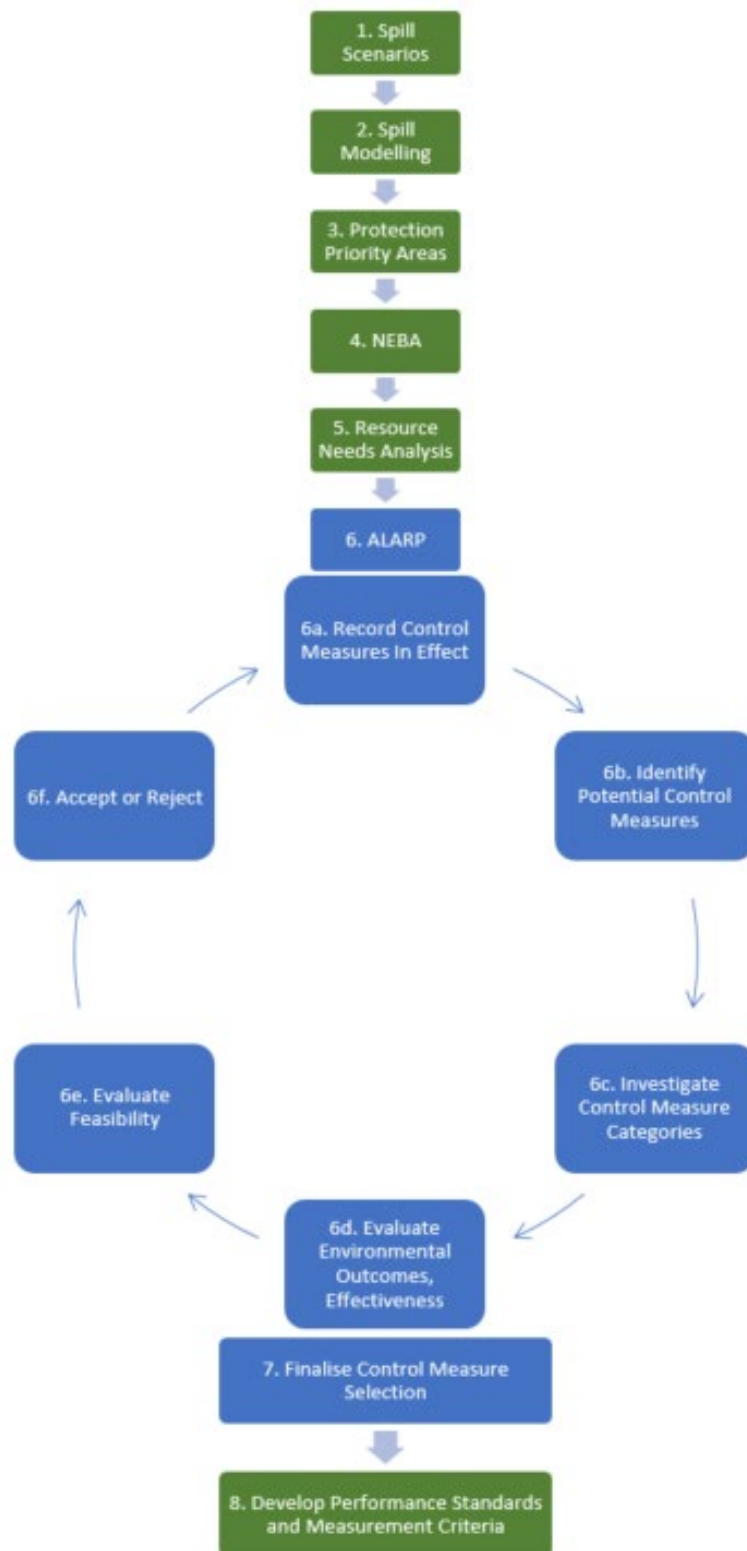 1. Spill
Scenarios
2. Spill
Modelling
3. Protection
Priority Areas
4. NEBA
5. Resource
Needs Analysis
6. ALARP
6a. Record Control
Measures In Effect
6b. Identify
Potential Control
Measures
6c. Investigate
Control Measure
Categories
6d. Evaluate
Environmental
Outcomes,
Effectiveness
6e. Evaluate
Feasibility
6f. Accept or Reject
7. Finalise Control Measure
Selection
8. Develop Performance Standards
and Measurement Criteria